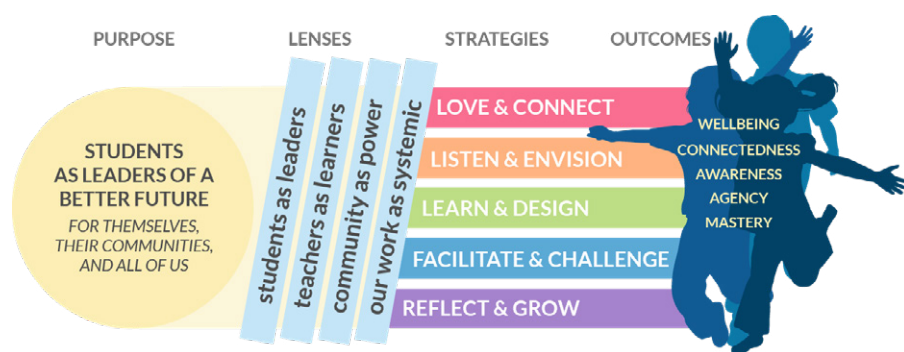 PURPOSE
LENSES
STRATEGIES
OUTCOMES
STUDENTS
AS LEADERS OF A
BETTER FUTURE
FOR THEMSELVES,
THEIR COMMUNITIES,
AND ALL OF US
students as leaders
teachers as learners
community as power
our work as systemic
LOVE & CONNECT
LISTEN & ENVISION
LEARN & DESIGN
FACILITATE & CHALLENGE
REFLECT & GROW
WELLBEING
CONNECTEDNESS
AWARENESS
AGENCY
MASTERY